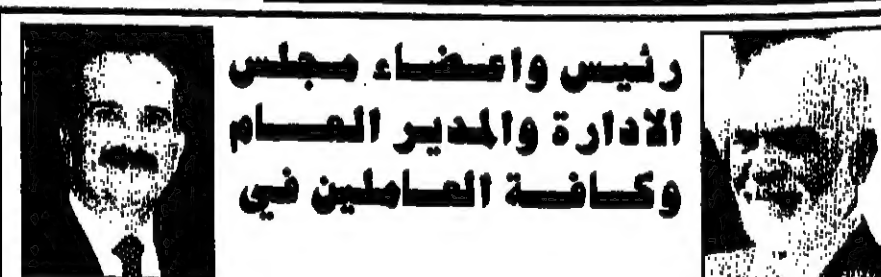 رئيس واعضاء مجلس
الادارة والمدير العام
وكافة العاملين في